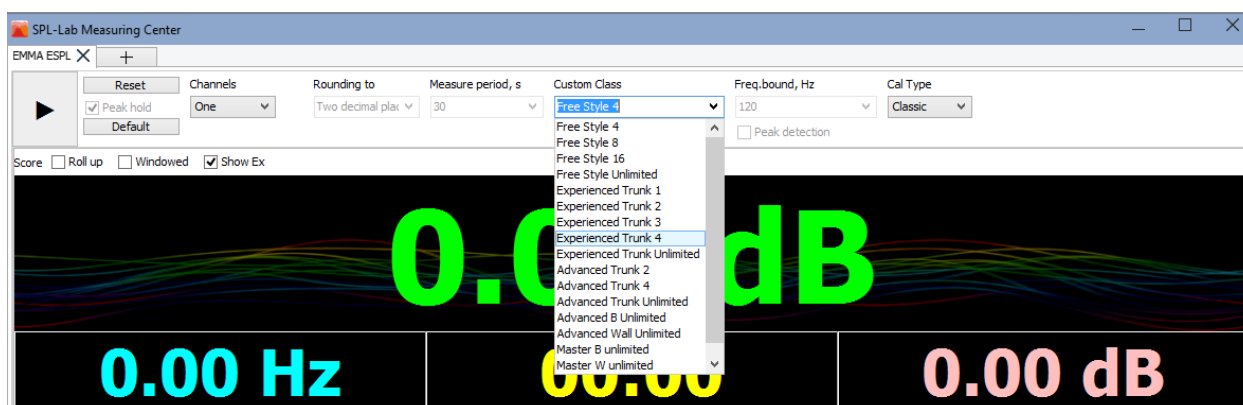 SPL-Lab Measuring Center
EMMA ESPL
Reset
Peak hold
Default
Channels
One
Rounding to
Two decimal plac
Measure period, s
30
Custom Class
Free Style 4
Freq.bound, Hz
120
Peak detection
Cal Type
Classic
Score Roll up Windowed Show Ex
Free Style 4
Free Style 8
Free Style 16
Free Style Unlimited
Experienced Trunk 1
Experienced Trunk 2
Experienced Trunk 3
Experienced Trunk 4
Experienced Trunk Unlimited
Advanced Trunk 2
Advanced Trunk 4
Advanced Trunk Unlimited
Advanced B Unlimited
Advanced Wall Unlimited
Master B unlimited
Master W unlimited
0.0 dB
0.00 Hz
00.00
0.00 dB